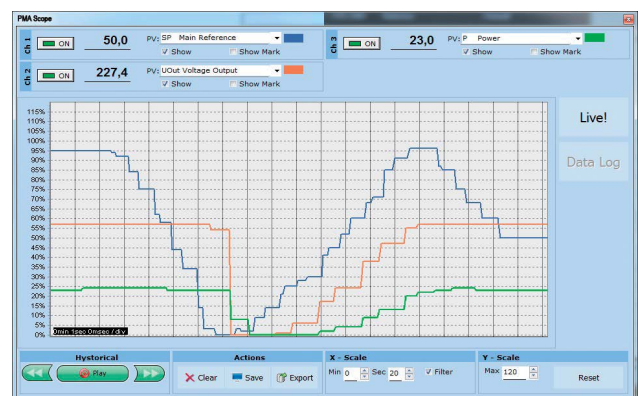 PMA Scope
Ch 1 ON 50,0 PV: SP Main Reference
Show Show Mark
Ch 3 ON 23,0 PV: P Power
Show Show Mark
Ch 2 ON 227,4 PV: UOut Voltage Output
Show Show Mark
115%
110%
105%
100%
95%
90%
85%
80%
75%
70%
65%
60%
55%
50%
45%
40%
35%
30%
25%
20%
15%
10%
5%
0%
0min 1sec 0msec / div
Live!
Data Log
Hystorical
Play
Actions
Clear Save Export
X - Scale
Min 0 Sec 20 Filter
Y - Scale
Max 120 Reset